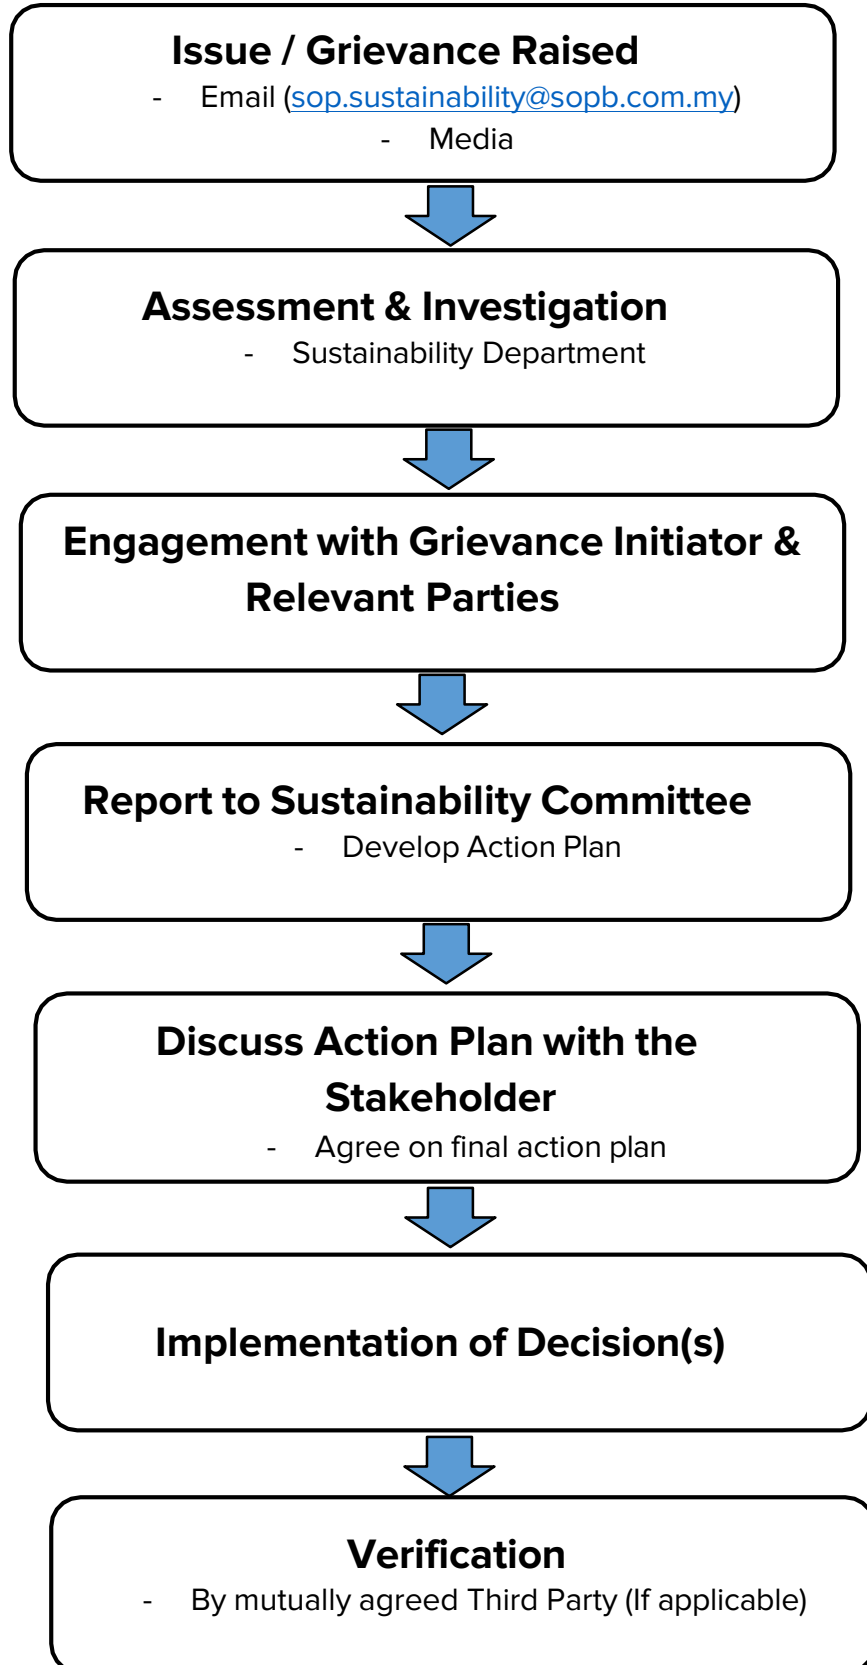 Issue / Grievance Raised
- Email (sop.sustainability@sopb.com.my)
- Media
Assessment & Investigation
- Sustainability Department
Engagement with Grievance Initiator &
Relevant Parties
Report to Sustainability Committee
- Develop Action Plan
Discuss Action Plan with the
Stakeholder
- Agree on final action plan
Implementation of Decision(s)
Verification
- By mutually agreed Third Party (If applicable)